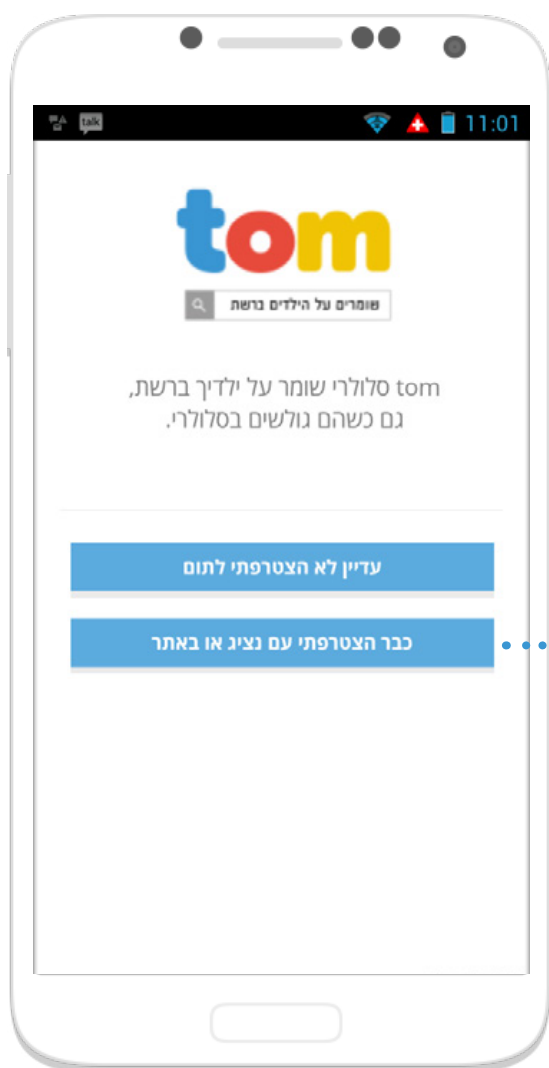 talk
11:01
tom
שומרים על הילדים ברשת
tom סלולרי שומר על ילדיך ברשת,
גם כשהם גולשים בסלולרי.
עדיין לא הצטרפתי לתום
כבר הצטרפתי עם נציג או באתר